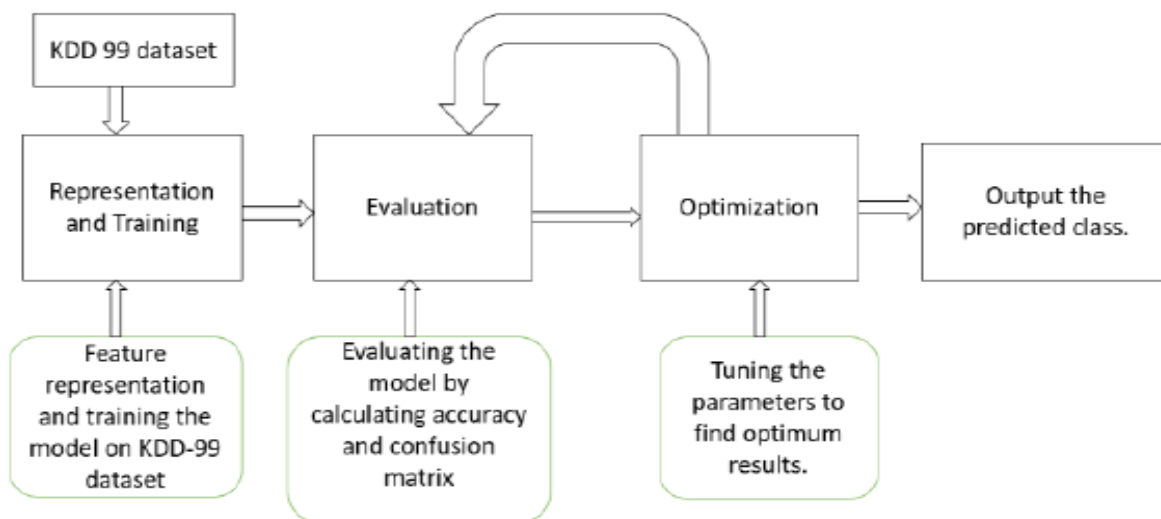 KDD 99 dataset
Representation
and Training
Evaluation
Optimization
Output the
predicted class.
Feature
representation
and training the
model on KDD-99
dataset
Evaluating the
model by
calculating accuracy
and confusion
matrix
Tuning the
parameters to
find optimum
results.